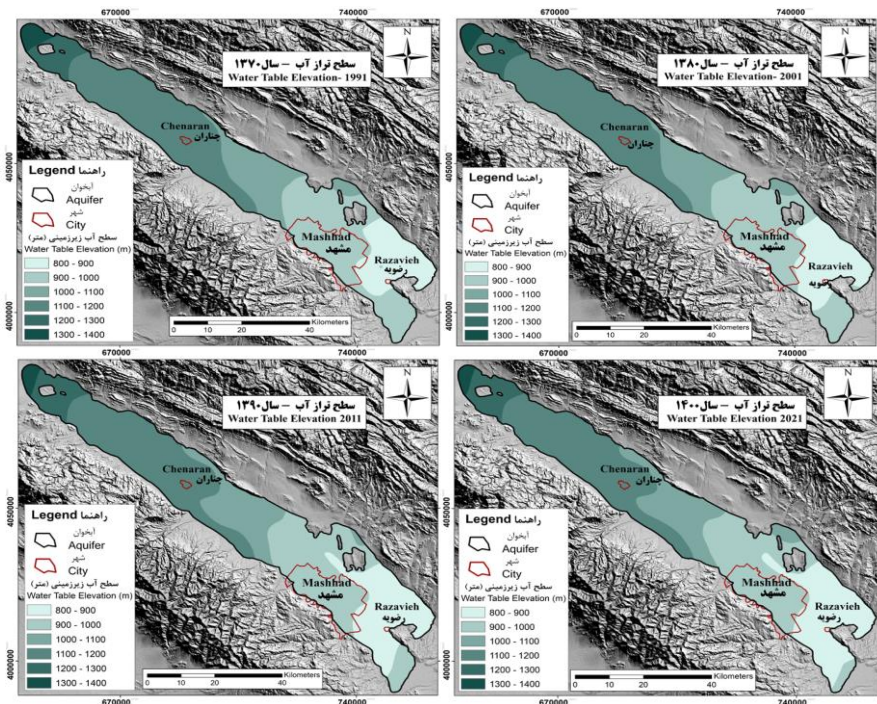 670000
740000
N
سطح تراز آب – سال ۱۳۷۰
Water Table Elevation- 1991
Chenaran
چناران
4050000
Legend راهنما
آبخوان
Aquifer
شهر
City
سطح آب زیرزمینی (متر)
Water Table Elevation (m)
800 - 900
900 - 1000
1000 - 1100
1100 - 1200
1200 - 1300
1300 - 1400
Mashhad
مشهد
Razavieh
رضویه
Kilometers
0 10 20 40
4000000
670000
740000
N
سطح تراز آب – سال ۱۳۸۰
Water Table Elevation- 2001
Chenaran
چناران
4050000
Legend راهنما
آبخوان
Aquifer
شهر
City
سطح آب زیرزمینی (متر)
Water Table Elevation (m)
800 - 900
900 - 1000
1000 - 1100
1100 - 1200
1200 - 1300
1300 - 1400
Mashhad
مشهد
Razavieh
رضویه
Kilometers
0 10 20 40
4000000
670000
740000
N
سطح تراز آب – سال ۱۳۹۰
Water Table Elevation 2011
Chenaran
چناران
4050000
Legend راهنما
آبخوان
Aquifer
شهر
City
سطح آب زیرزمینی (متر)
Water Table Elevation (m)
800 - 900
900 - 1000
1000 - 1100
1100 - 1200
1200 - 1300
1300 - 1400
Mashhad
مشهد
Razavieh
رضویه
Kilometers
0 10 20 40
4000000
670000
740000
670000
740000
N
سطح تراز آب – سال ۱۴۰۰
Water Table Elevation 2021
Chenaran
چناران
4050000
Legend راهنما
آبخوان
Aquifer
شهر
City
سطح آب زیرزمینی (متر)
Water Table Elevation (m)
800 - 900
900 - 1000
1000 - 1100
1100 - 1200
1200 - 1300
1300 - 1400
Mashhad
مشهد
Razavieh
رضویه
Kilometers
0 10 20 40
4000000
670000
740000